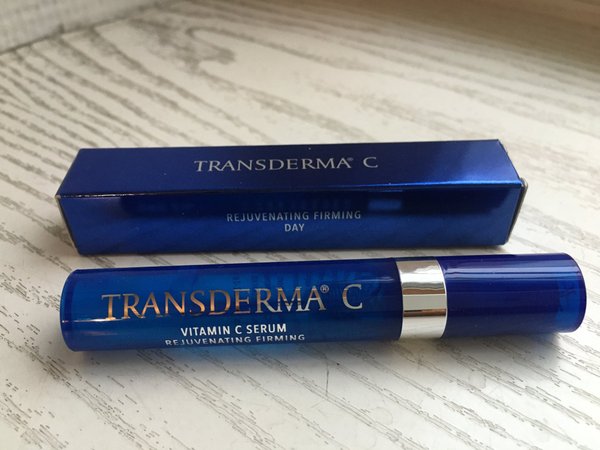 TRANSDERMA® C
REJUVENATING FIRMING
DAY
TRANSDERMA® C
VITAMIN C SERUM
REJUVENATING FIRMING